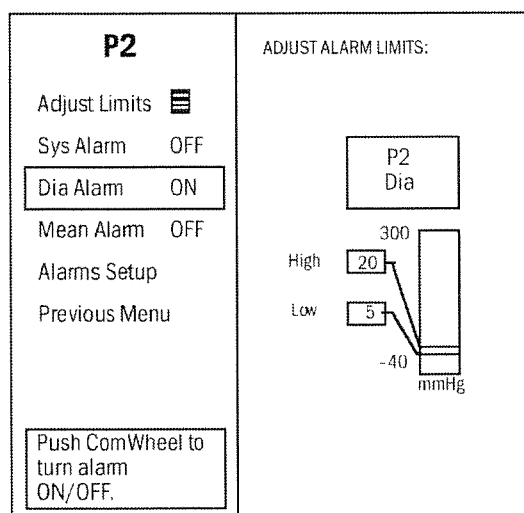 P2
Adjust Limits
Sys Alarm OFF
Dia Alarm ON
Mean Alarm OFF
Alarms Setup
Previous Menu
Push ComWheel to
turn alarm
ON/OFF.
ADJUST ALARM LIMITS:
P2
Dia
300
High 20
Low 5
-40
mmHg